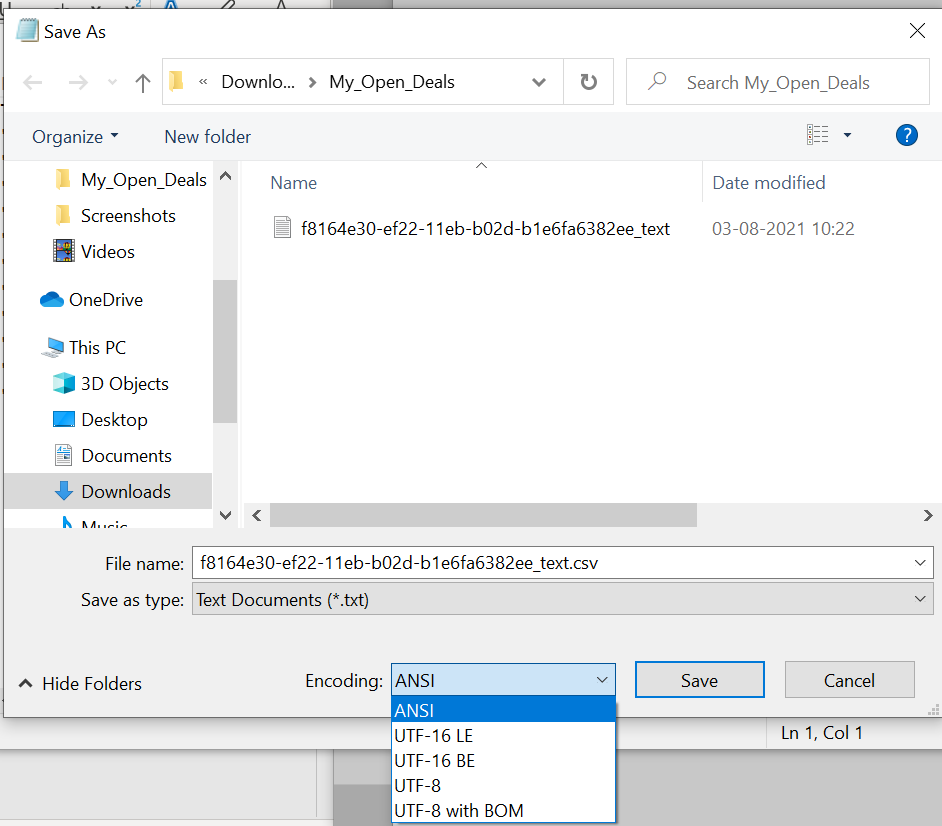 Save As
« Downlo... > My_Open_Deals
Search My_Open_Deals
Organize
New folder
?
My_Open_Deals
Screenshots
Videos
OneDrive
This PC
3D Objects
Desktop
Documents
Downloads
Music
Name
Date modified
f8164e30-ef22-11eb-b02d-b1e6fa6382ee_text
03-08-2021 10:22
File name: f8164e30-ef22-11eb-b02d-b1e6fa6382ee_text.csv
Save as type: Text Documents (*.txt)
Hide Folders
Encoding: ANSI
Save
Cancel
ANSI
UTF-16 LE
UTF-16 BE
UTF-8
UTF-8 with BOM
Ln 1, Col 1